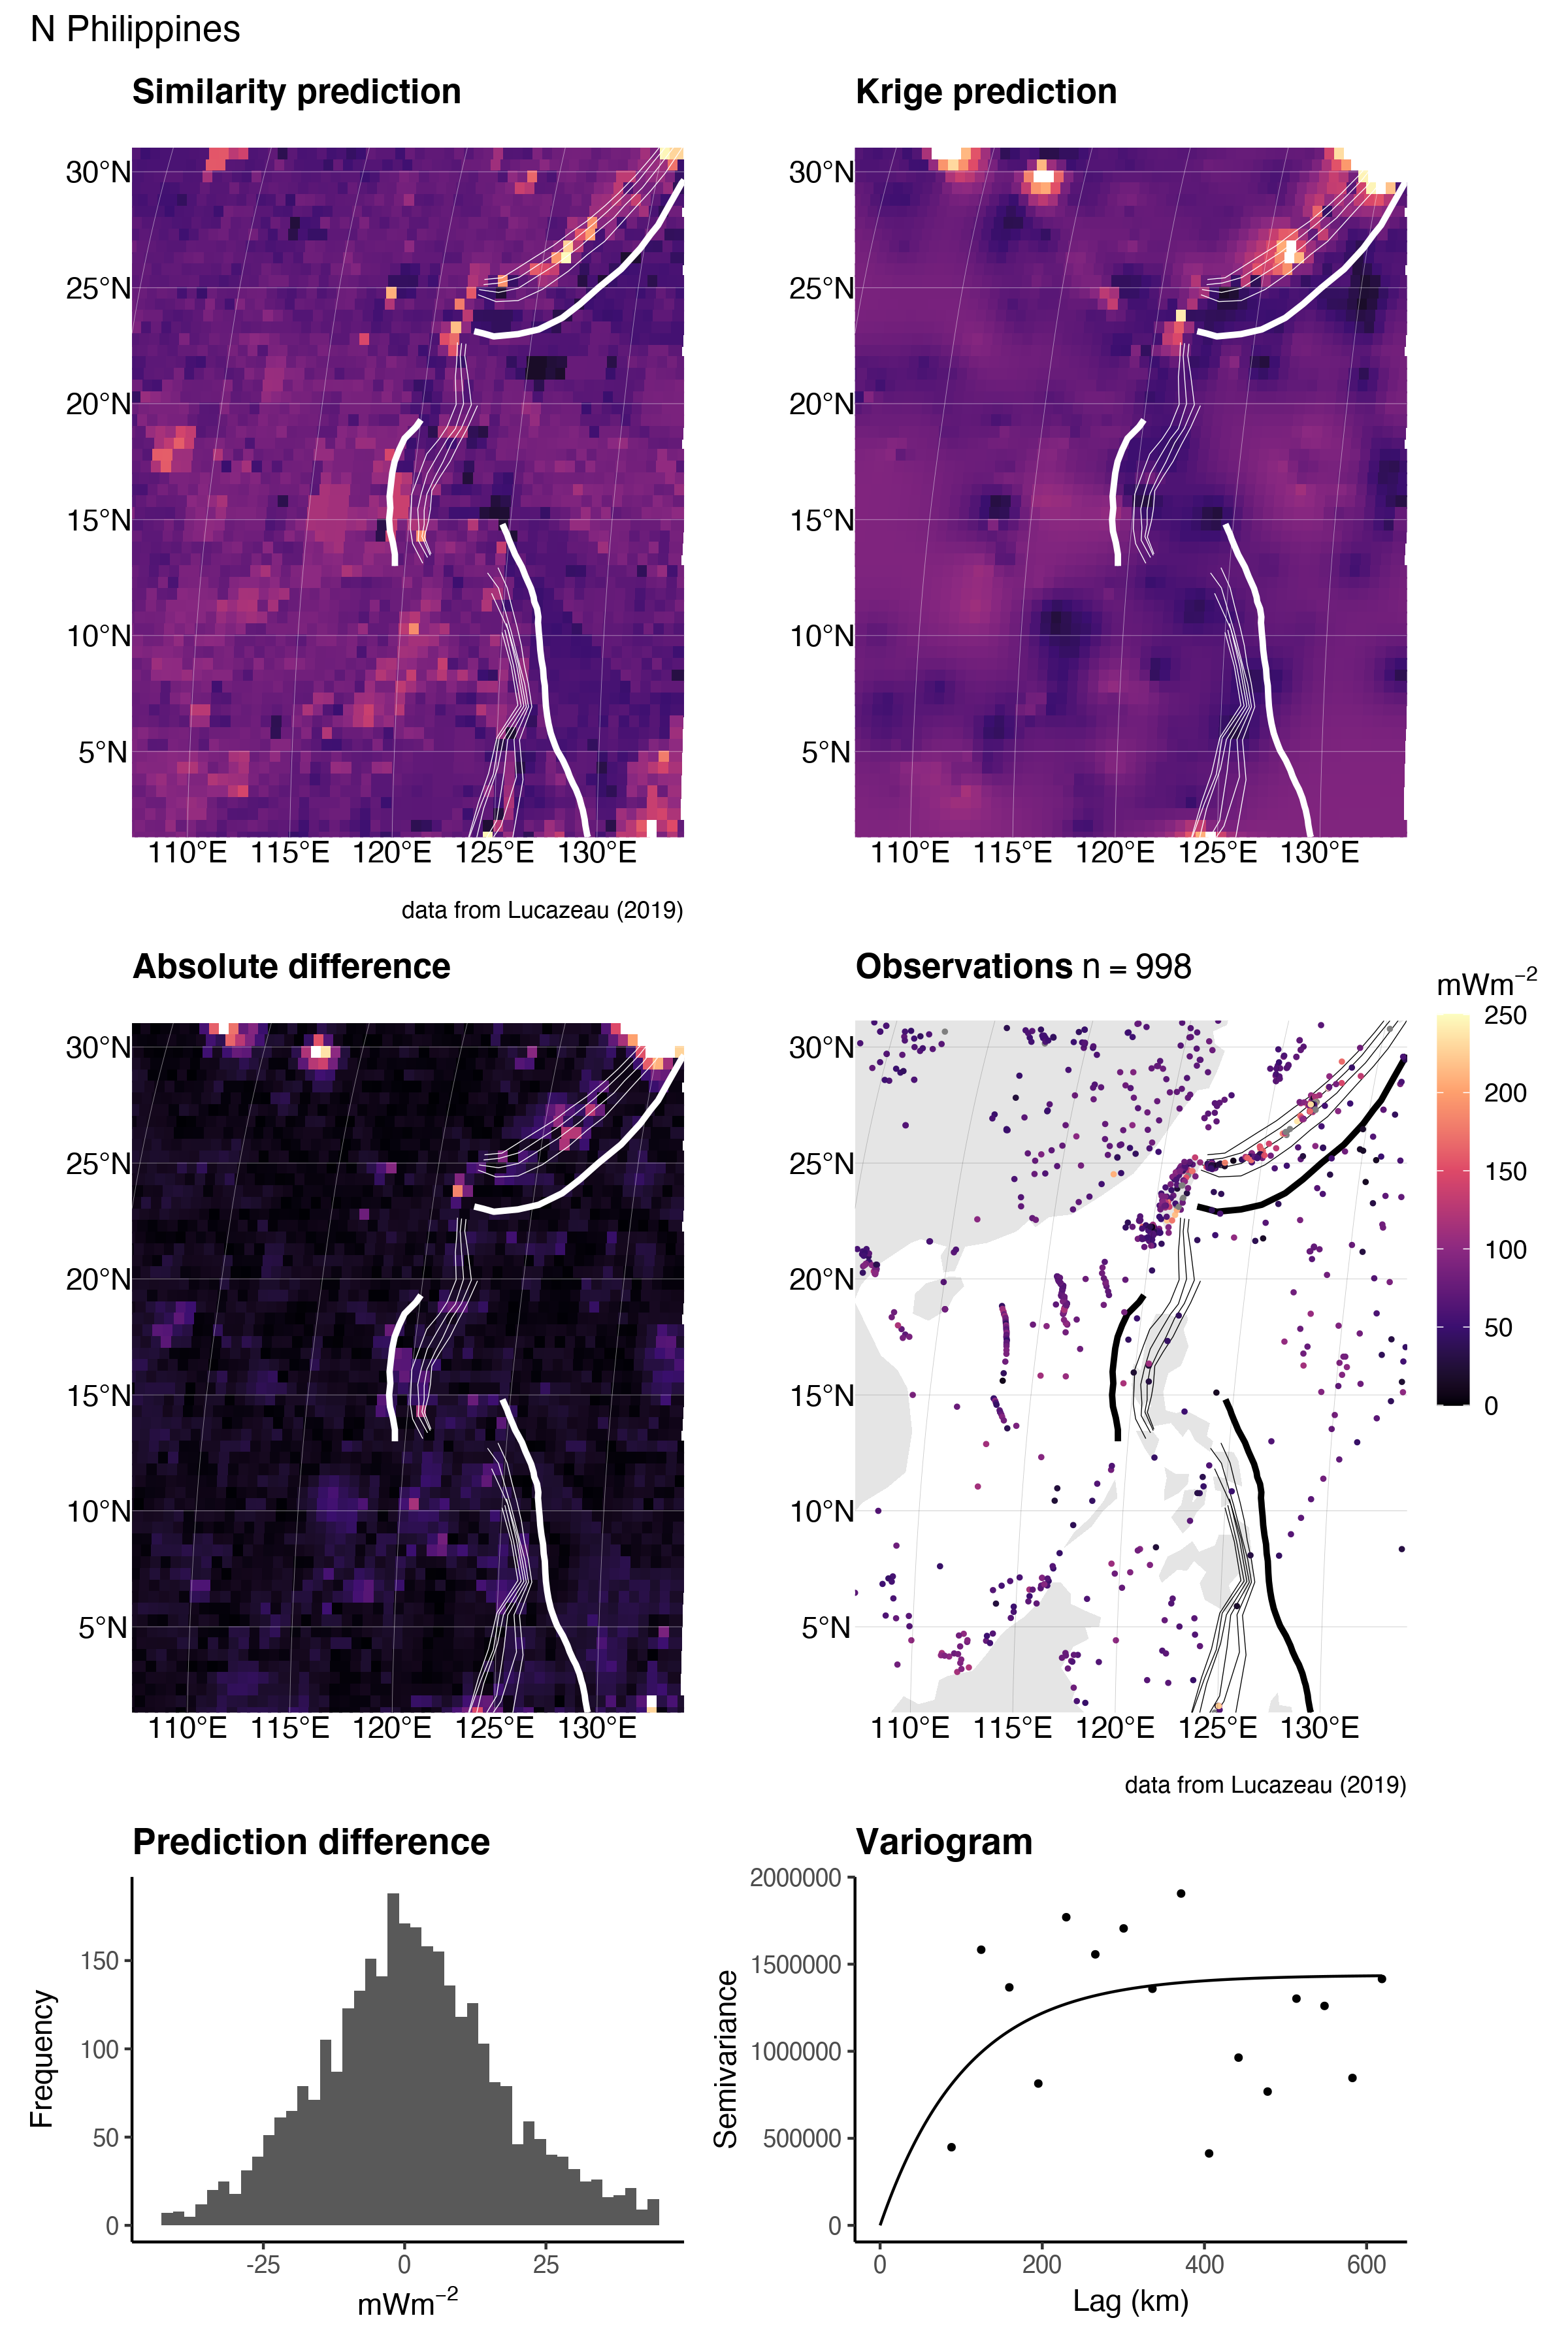 N Philippines
Similarity prediction
30°N
25°N
20°N
15°N
10°N
5°N
110°E 115°E 120°E 125°E 130°E
data from Lucazeau (2019)
Krige prediction
30°N
25°N
20°N
15°N
10°N
5°N
110°E 115°E 120°E 125°E 130°E
Absolute difference
30°N
25°N
20°N
15°N
10°N
5°N
110°E 115°E 120°E 125°E 130°E
Observations n = 998
30°N
25°N
20°N
15°N
10°N
5°N
110°E 115°E 120°E 125°E 130°E
data from Lucazeau (2019)
mWm⁻²
250
200
150
100
50
0
Prediction difference
Frequency
150
100
50
0
-25 0 25
mWm⁻²
Variogram
Semivariance
2000000
1500000
1000000
500000
0
0 200 400 600
Lag (km)